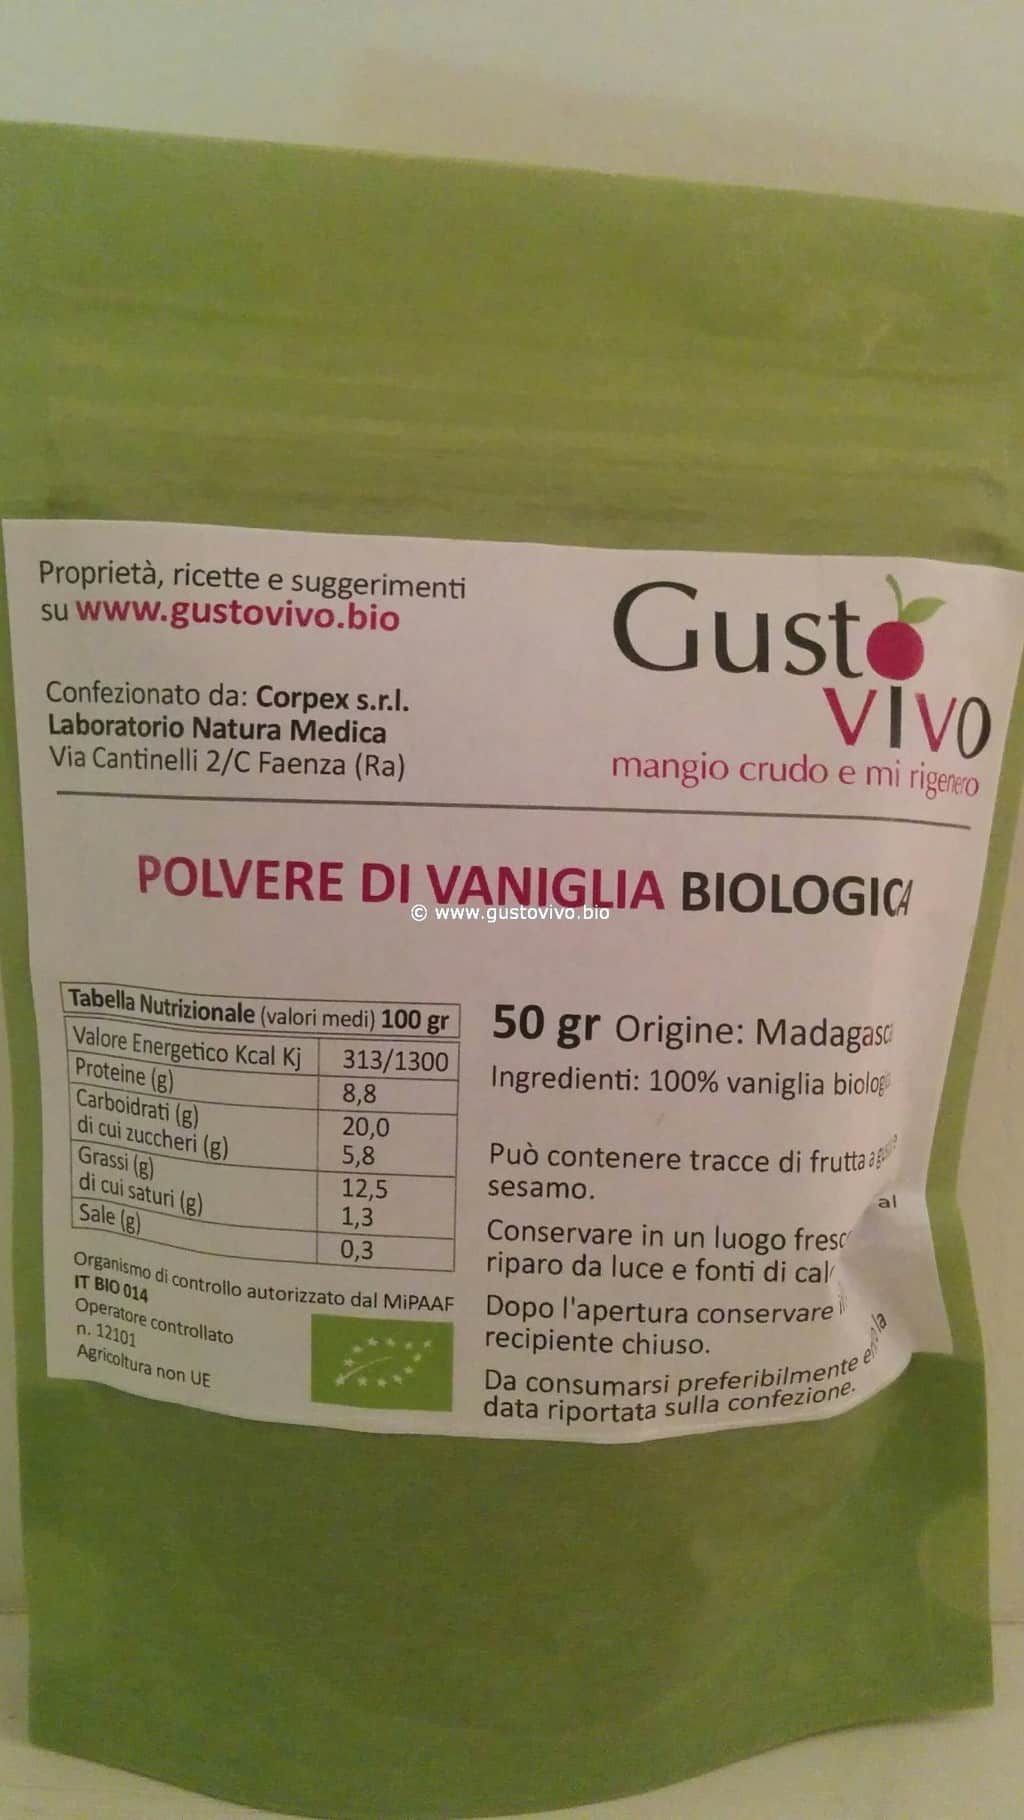 Proprietà, ricette e suggerimenti
su www.gustovivo.bio
Confezionato da: Corpex s.r.l.
Laboratorio Natura Medica
Via Cantinelli 2/C Faenza (Ra)
Gusto
vivo
mangio crudo e mi rigenero
POLVERE DI VANIGLIA BIOLOGICA
© www.gustovivo.bio
Tabella Nutrizionale (valori medi) 100 gr
Valore Energetico Kcal Kj 313/1300
Proteine (g) 8,8
Carboidrati (g) 20,0
di cui zuccheri (g) 5,8
Grassi (g) 12,5
di cui saturi (g) 1,3
Sale (g) 0,3
Organismo di controllo autorizzato dal MiPAAF
IT BIO 014
Operatore controllato
n. 12101
Agricoltura non UE
50 gr Origine: Madagasc
Ingredienti: 100% vaniglia biolog
Può contenere tracce di frutta a
sesamo.
Conservare in un luogo fresc al
riparo da luce e fonti di cal
Dopo l'apertura conservare
recipiente chiuso.
Da consumarsi preferibilmente la
data riportata sulla confezione.